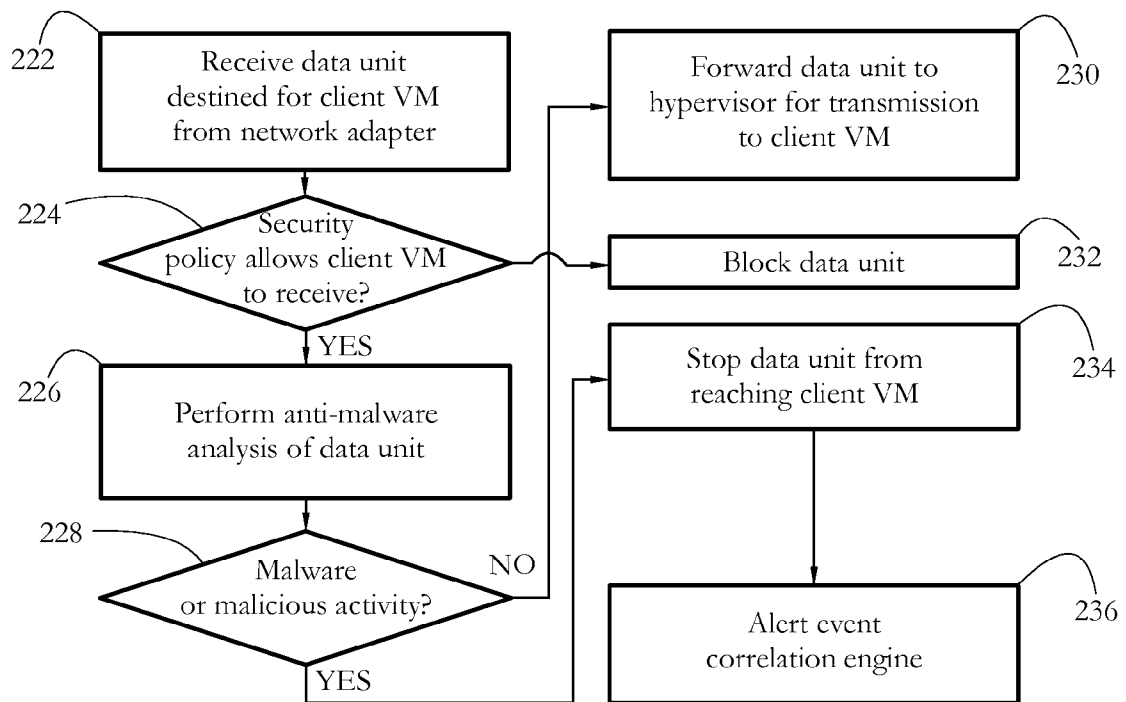 222
Receive data unit
destined for client VM
from network adapter
224
Security
policy allows client VM
to receive?
YES
226
Perform anti-malware
analysis of data unit
228
Malware
or malicious activity?
NO
YES
Forward data unit to
hypervisor for transmission
to client VM
230
Block data unit
232
Stop data unit from
reaching client VM
234
Alert event
correlation engine
236